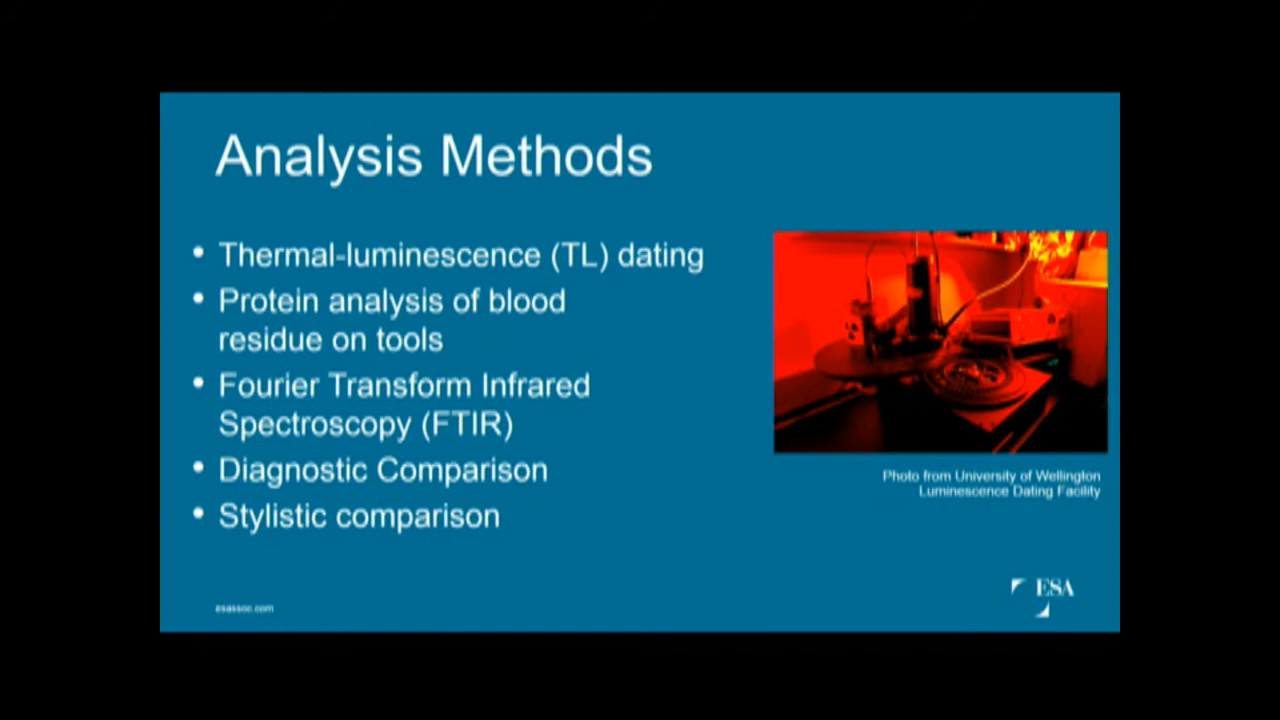 Analysis Methods
• Thermal-luminescence (TL) dating
• Protein analysis of blood
residue on tools
• Fourier Transform Infrared
Spectroscopy (FTIR)
• Diagnostic Comparison
• Stylistic comparison
Photo from University of Wellington
Luminescence Dating Facility
esassoc.com
ESA